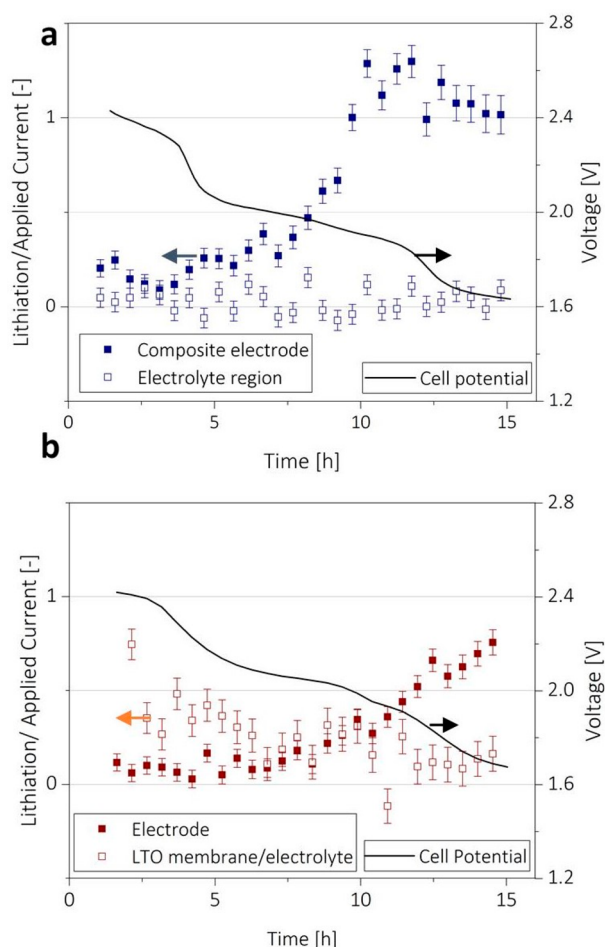 a
Lithiation/Applied Current [-]
1
0
2.8
2.4
2.0
1.6
1.2
Voltage [V]
Composite electrode
Electrolyte region
Cell potential
0
5
10
15
Time [h]
b
Lithiation/ Applied Current [-]
1
0
2.8
2.4
2.0
1.6
1.2
Voltage [V]
Electrode
LTO membrane/electrolyte
Cell Potential
0
5
10
15
Time [h]